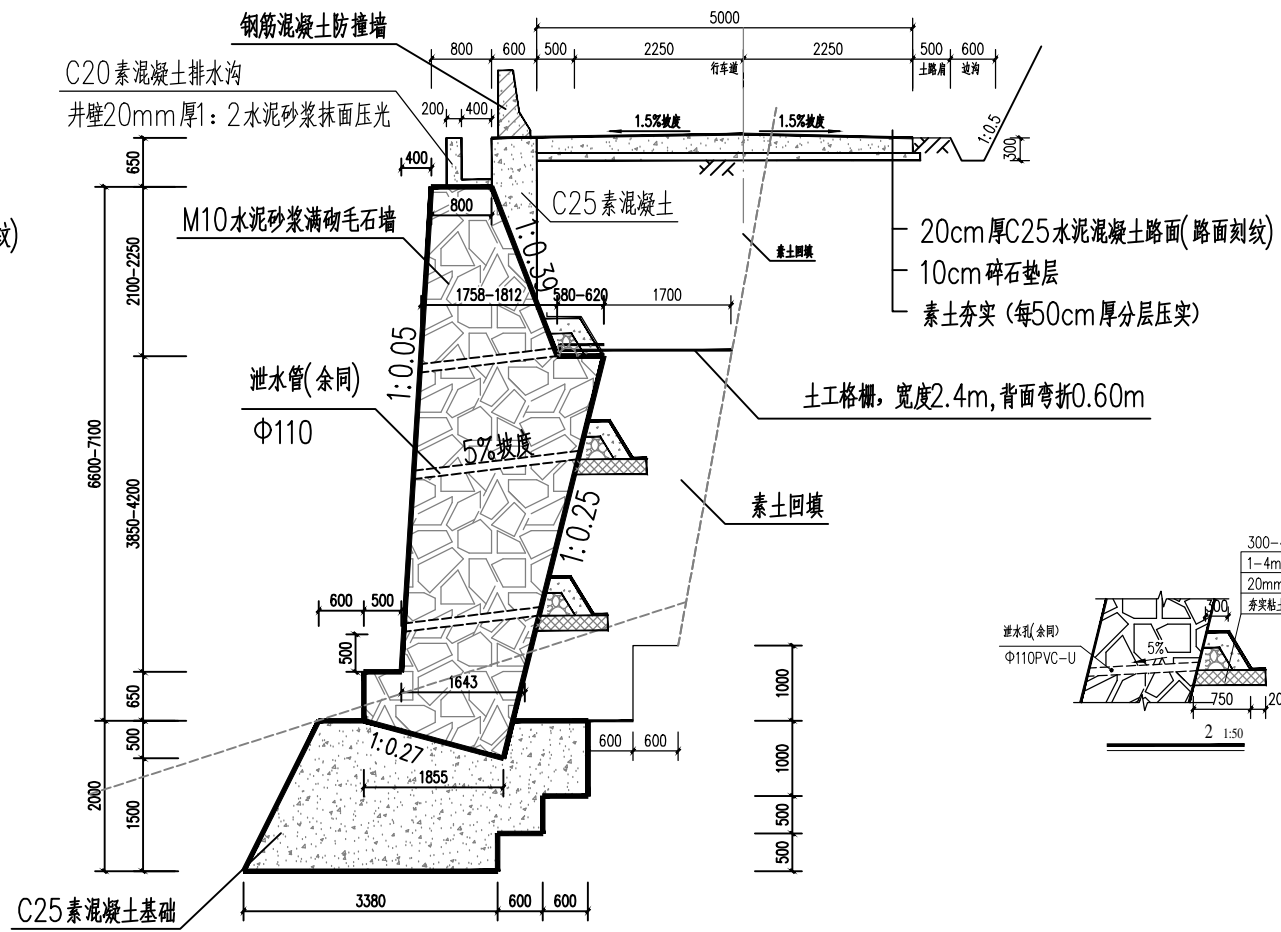 钢筋混凝土防撞墙
5000
800
600
500
2250
2250
500
600
行车道
土路肩
边沟
C20素混凝土排水沟
井壁20mm厚1：2水泥砂浆抹面压光
200
400
1.5%坡度
1.5%坡度
1:0.5
300
650
400
800
C25素混凝土
M10水泥砂浆满砌毛石墙
纹)
1:0.39
素土回填
20cm厚C25水泥混凝土路面(路面刻纹)
10cm碎石垫层
素土夯实（每50cm厚分层压实）
2100-2250
1758-1812
580-620
1700
1:0.05
泄水管(余同)
Φ110
土工格栅，宽度2.4m,背面弯折0.60m
6600-7100
5%坡度
3850-4200
1:0.25
素土回填
600
500
500
1643
650
1000
300-
1-4m
20mm
夯实粘土
300
泄水孔(余同)
Φ110PVC-U
5%
750
20
2 1:50
500
1:0.27
600
600
1855
2000
1500
1000
500
500
3380
600
600
C25素混凝土基础